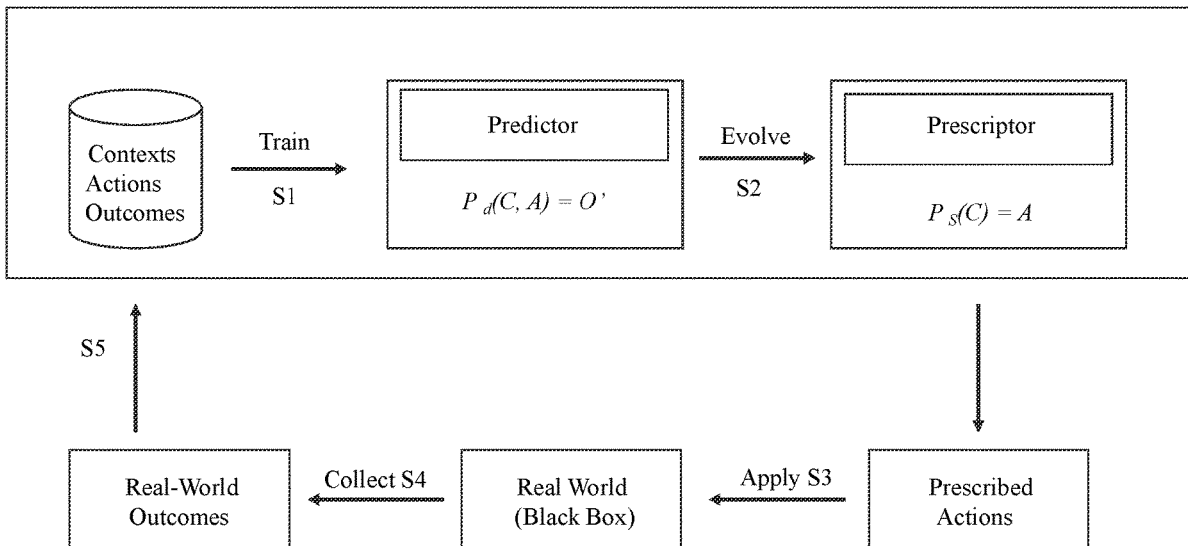 Contexts
Actions
Outcomes
Train
S1
Predictor
P d(C, A) = O’
Evolve
S2
Prescriptor
P S(C) = A
S5
Real-World
Outcomes
Collect S4
Real World
(Black Box)
Apply S3
Prescribed
Actions